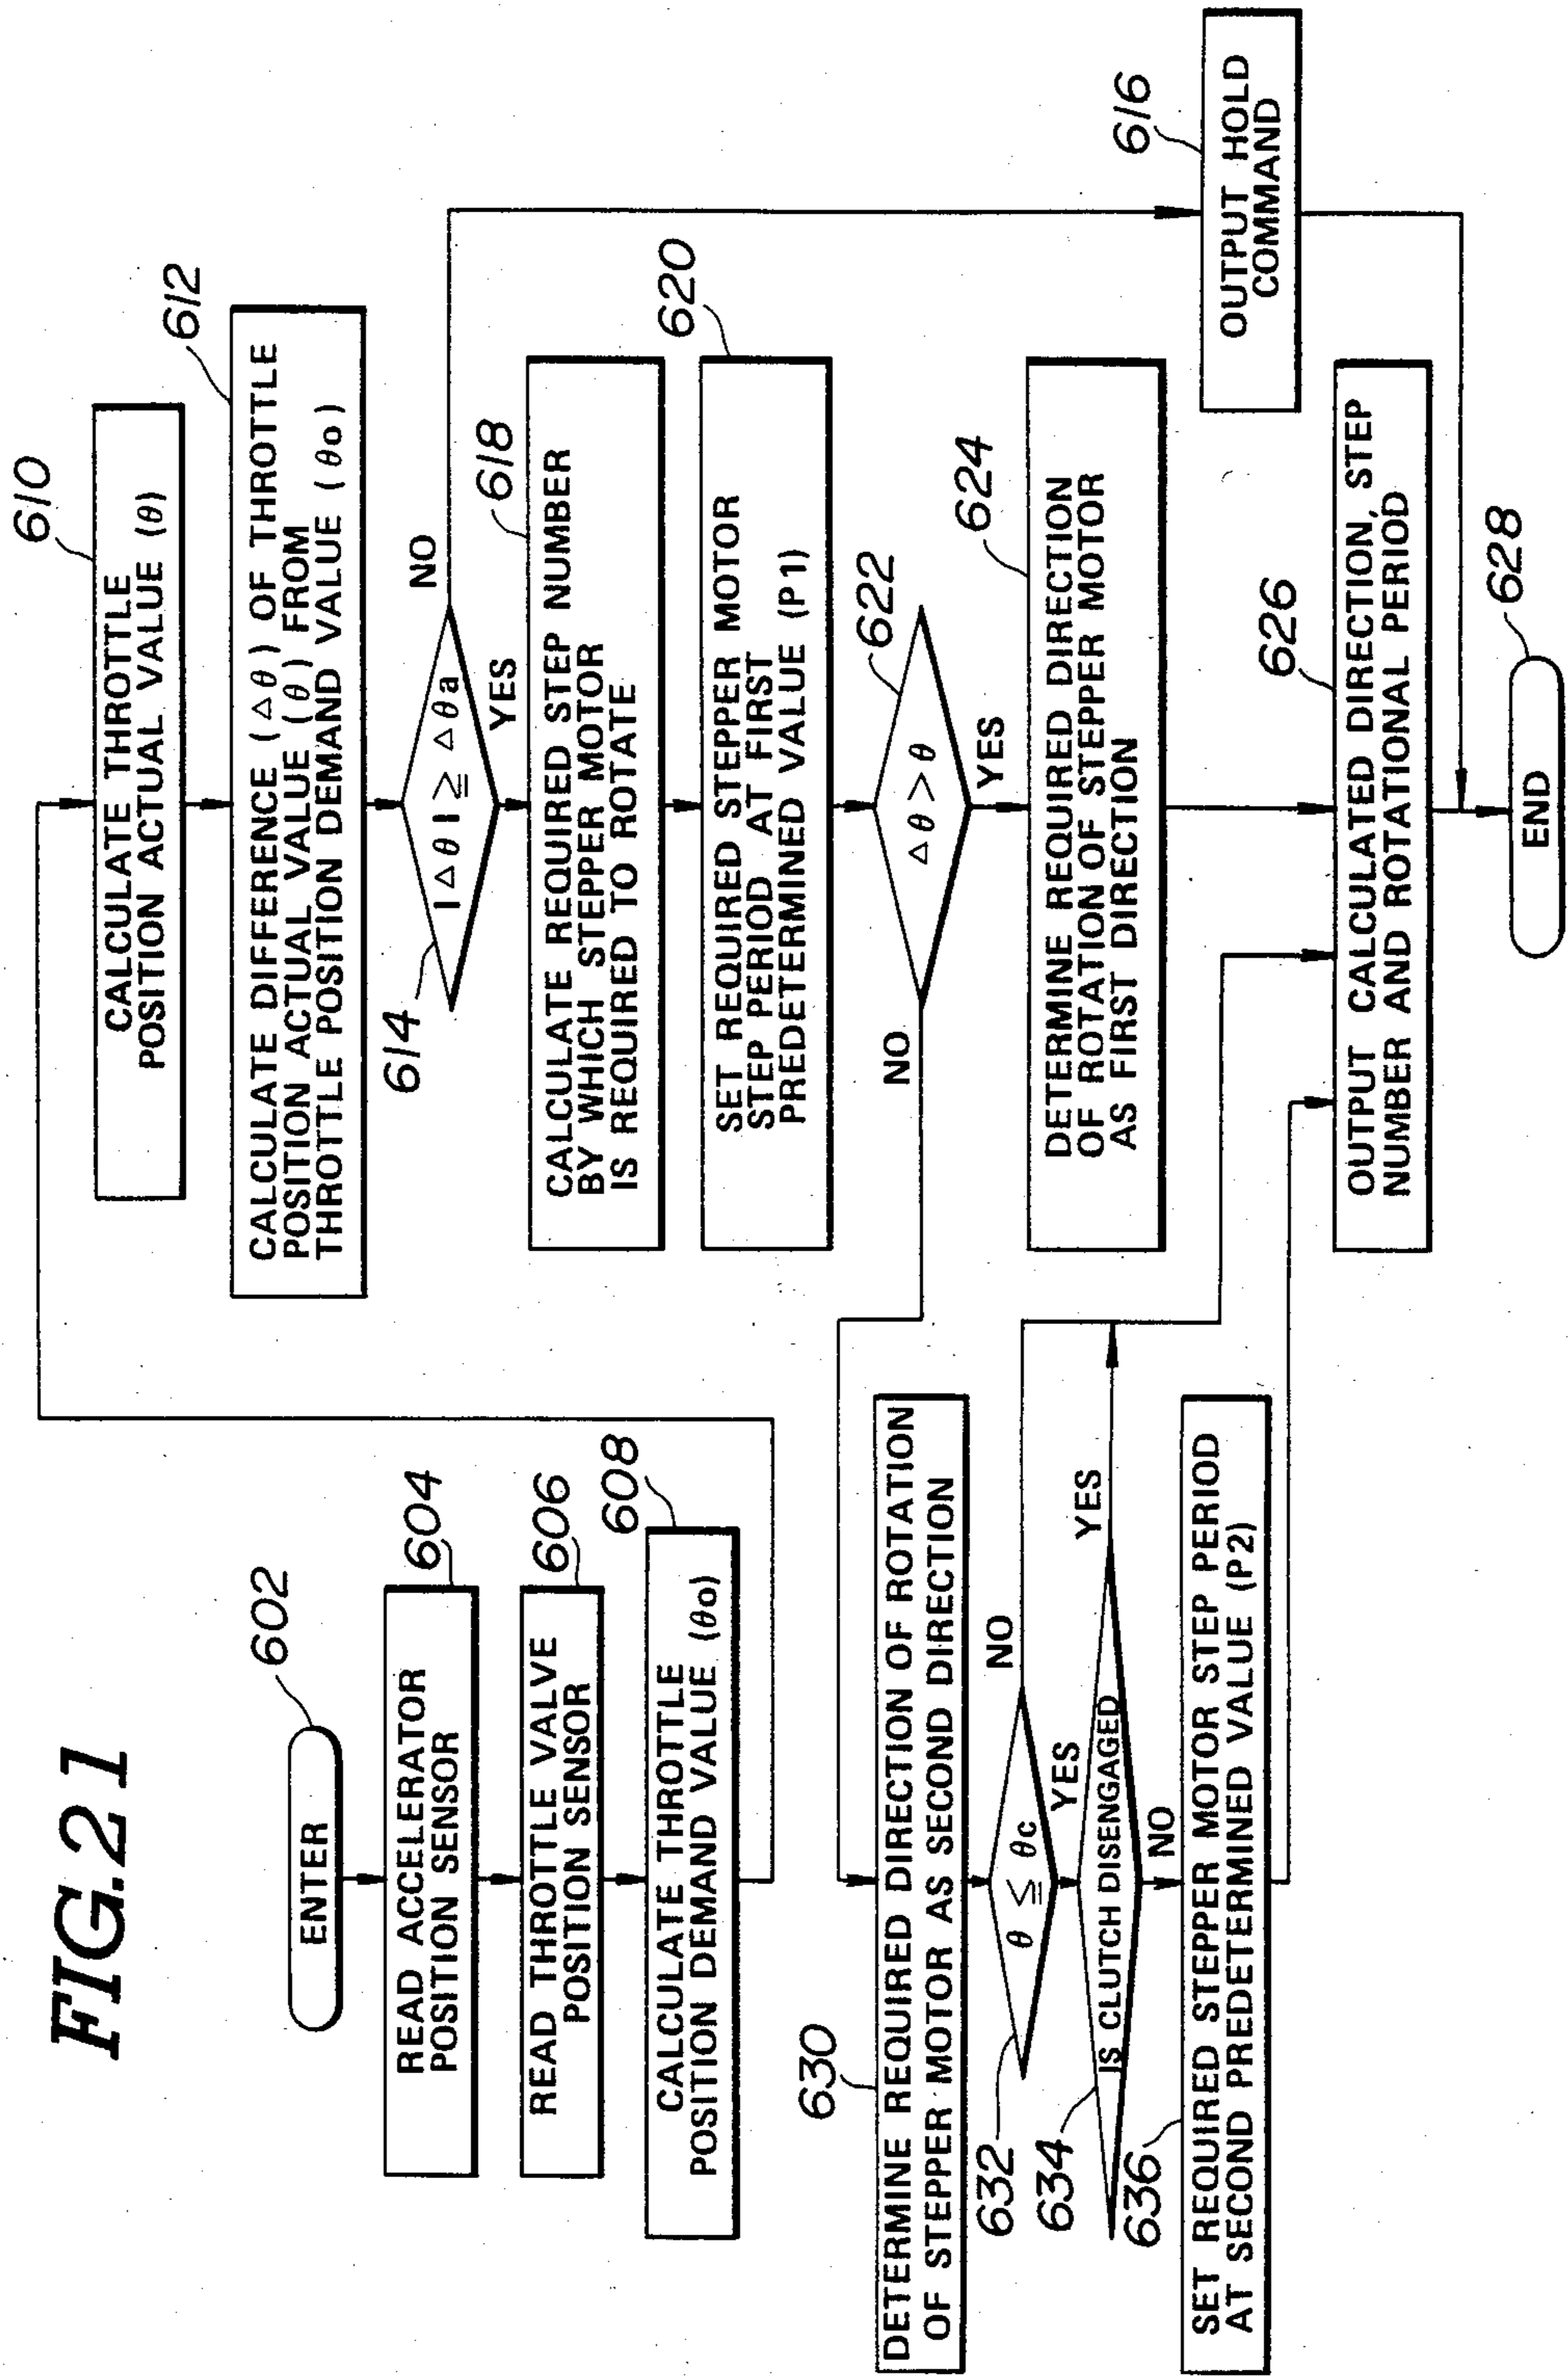 FIG.21
602
ENTER
604
READ ACCELERATOR
POSITION SENSOR
606
READ THROTTLE VALVE
POSITION SENSOR
608
CALCULATE THROTTLE
POSITION DEMAND VALUE (θo)
610
CALCULATE THROTTLE
POSITION ACTUAL VALUE (θ)
612
CALCULATE DIFFERENCE (△θ) OF THROTTLE
POSITION ACTUAL VALUE (θ) FROM
THROTTLE POSITION DEMAND VALUE (θo)
614
|△θ| ≧ △θa
NO
YES
616
OUTPUT HOLD
COMMAND
618
CALCULATE REQUIRED STEP NUMBER
BY WHICH STEPPER MOTOR
IS REQUIRED TO ROTATE
620
SET REQUIRED STEPPER MOTOR
STEP PERIOD AT FIRST
PREDETERMINED VALUE (P1)
622
△θ > θ
NO
YES
624
DETERMINE REQUIRED DIRECTION
OF ROTATION OF STEPPER MOTOR
AS FIRST DIRECTION
626
OUTPUT CALCULATED DIRECTION, STEP
NUMBER AND ROTATIONAL PERIOD
628
END
630
DETERMINE REQUIRED DIRECTION OF ROTATION
OF STEPPER MOTOR AS SECOND DIRECTION
632
θ ≦ θc
NO
YES
634
IS CLUTCH DISENGAGED
YES
NO
636
SET REQUIRED STEPPER MOTOR STEP PERIOD
AT SECOND PREDETERMINED VALUE (P2)